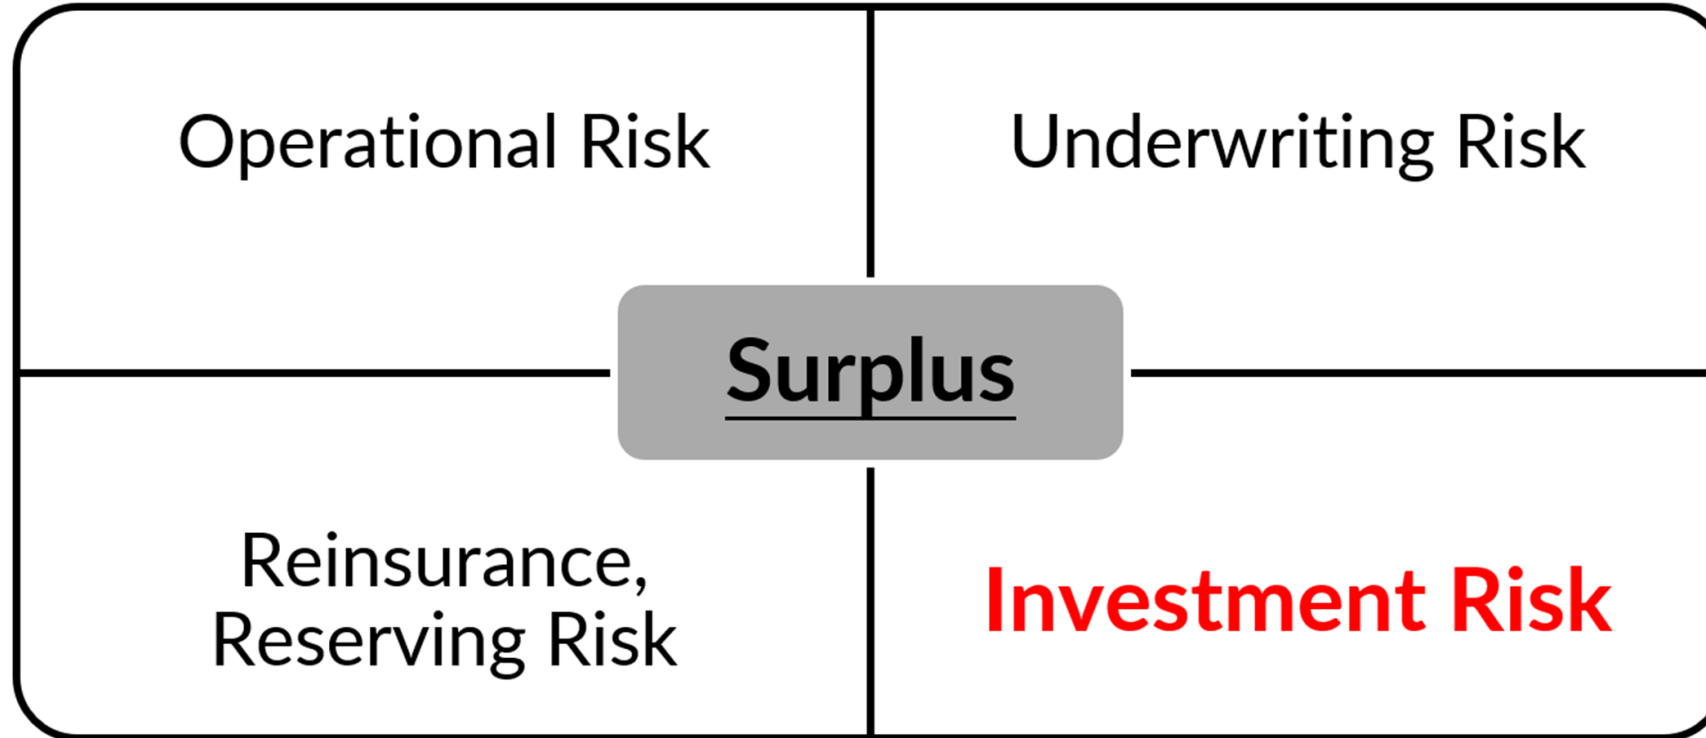 Operational Risk
Underwriting Risk
Surplus
Reinsurance,
Reserving Risk
Investment Risk